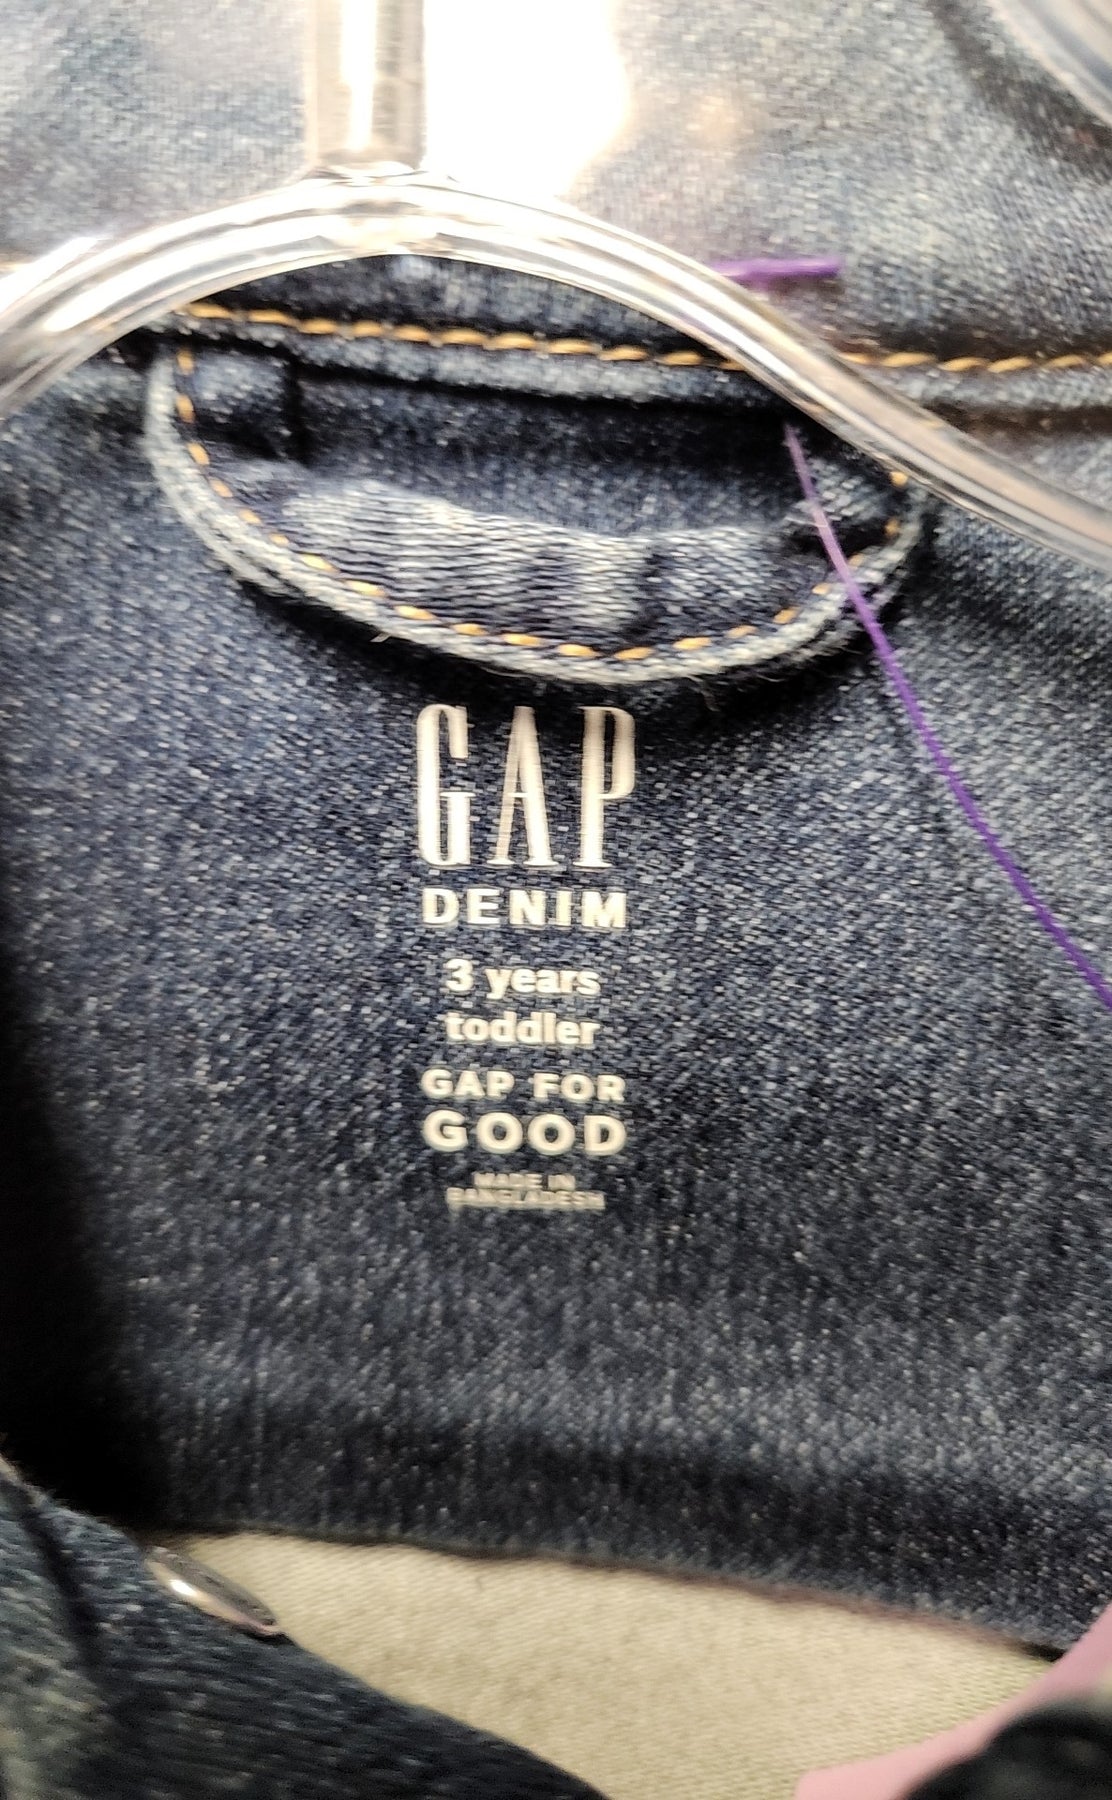 GAP
DENIM
3 years
toddler
GAP FOR
GOOD
MADE IN
BANGLADESH